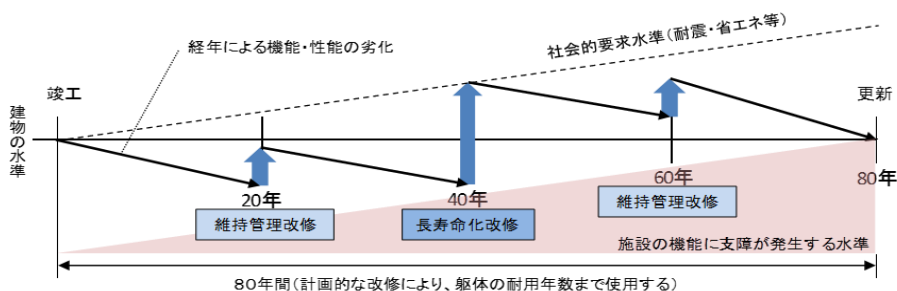 社会的要求水準(耐震・省エネ等)
経年による機能・性能の劣化
竣工
更新
建物の水準
20年
40年
60年
80年
維持管理改修
長寿命化改修
維持管理改修
施設の機能に支障が発生する水準
80年間(計画的な改修により、躯体の耐用年数まで使用する)